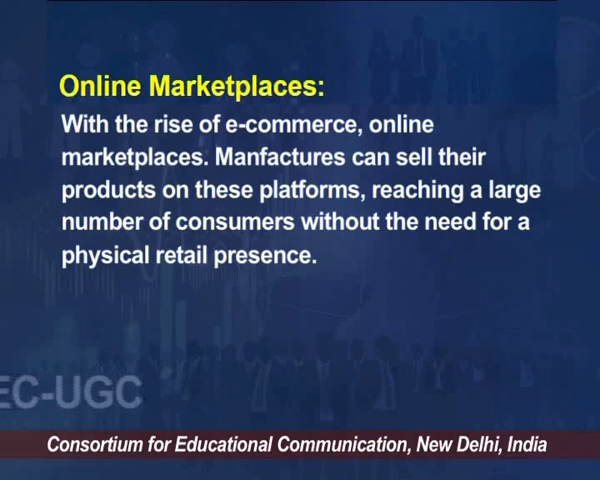 Online Marketplaces:
With the rise of e-commerce, online
marketplaces. Manfactures can sell their
products on these platforms, reaching a large
number of consumers without the need for a
physical retail presence.
EC-UGC
Consortium for Educational Communication, New Delhi, India